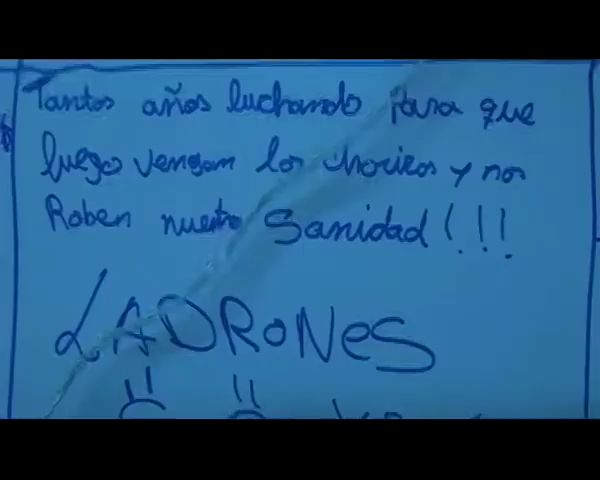 Tantos años luchando para que
luego vengan los chorizos y nos
Roben nuestra Sanidad!!!
LADRONES